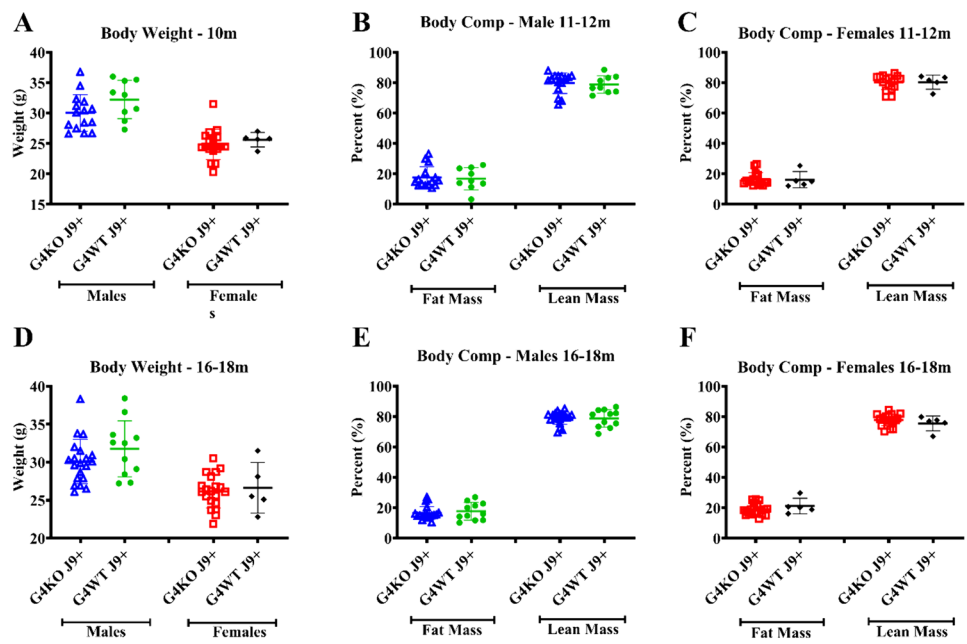 A
Body Weight - 10m
Weight (g)
40
35
30
25
20
15
G4KO J9+
G4WT J9+
G4KO J9+
G4WT J9+
Males
Female
s
B
Body Comp - Male 11-12m
Percent (%)
100
80
60
40
20
0
G4KO J9+
G4WT J9+
G4KO J9+
G4WT J9+
Fat Mass
Lean Mass
C
Body Comp - Females 11-12m
Percent (%)
100
80
60
40
20
0
G4KO J9+
G4WT J9+
G4KO J9+
G4WT J9+
Fat Mass
Lean Mass
D
Body Weight - 16-18m
Weight (g)
40
35
30
25
20
G4KO J9+
G4WT J9+
G4KO J9+
G4WT J9+
Males
Females
E
Body Comp - Males 16-18m
Percent (%)
100
80
60
40
20
0
G4KO J9+
G4WT J9+
G4KO J9+
G4WT J9+
Fat Mass
Lean Mass
F
Body Comp - Females 16-18m
Percent (%)
100
80
60
40
20
0
G4KO J9+
G4WT J9+
G4KO J9+
G4WT J9+
Fat Mass
Lean Mass